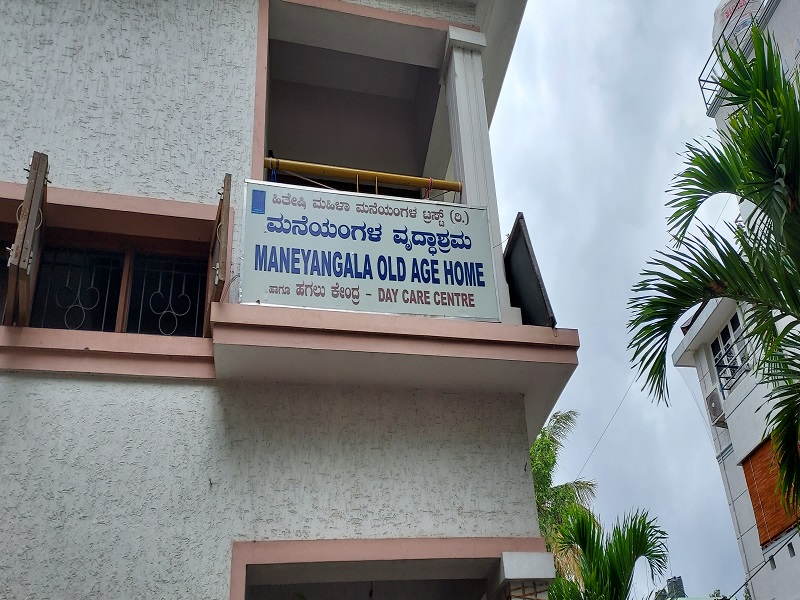 ಹಿತೇಷಿ ಮಹಿಳಾ ಮನೆಯಂಗಳ ಟ್ರಸ್ಟ್ (ರಿ.)
ಮನೆಯಂಗಳ ವೃದ್ಧಾಶ್ರಮ
MANEYANGALA OLD AGE HOME
ಹಾಗೂ ಹಗಲು ಕೇಂದ್ರ - DAY CARE CENTRE